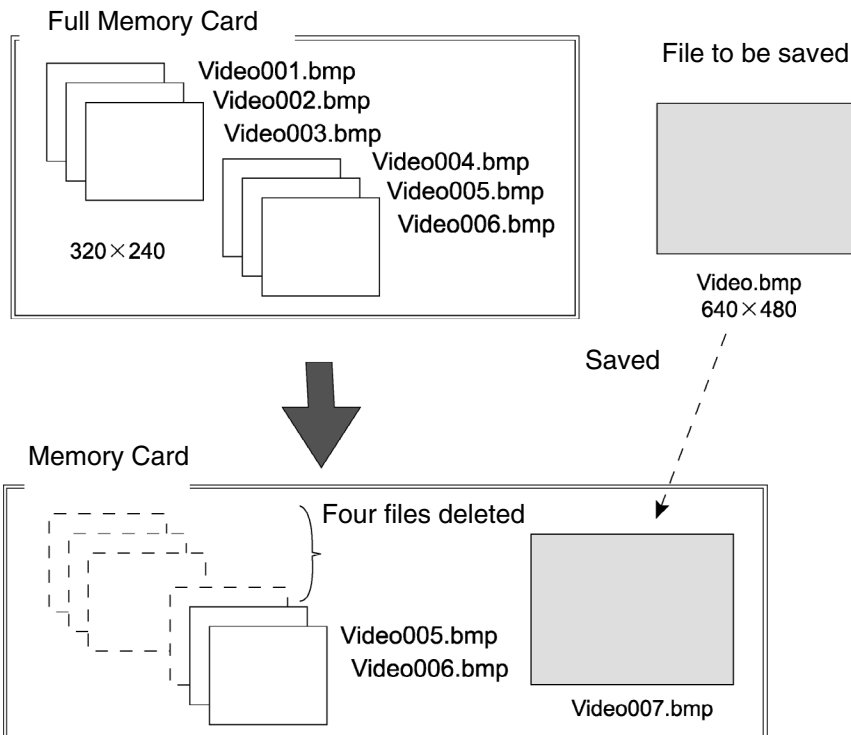 Full Memory Card
File to be saved
Video001.bmp
Video002.bmp
Video003.bmp
Video004.bmp
Video005.bmp
Video006.bmp
320×240
Video.bmp
640×480
Saved
Memory Card
Four files deleted
Video005.bmp
Video006.bmp
Video007.bmp